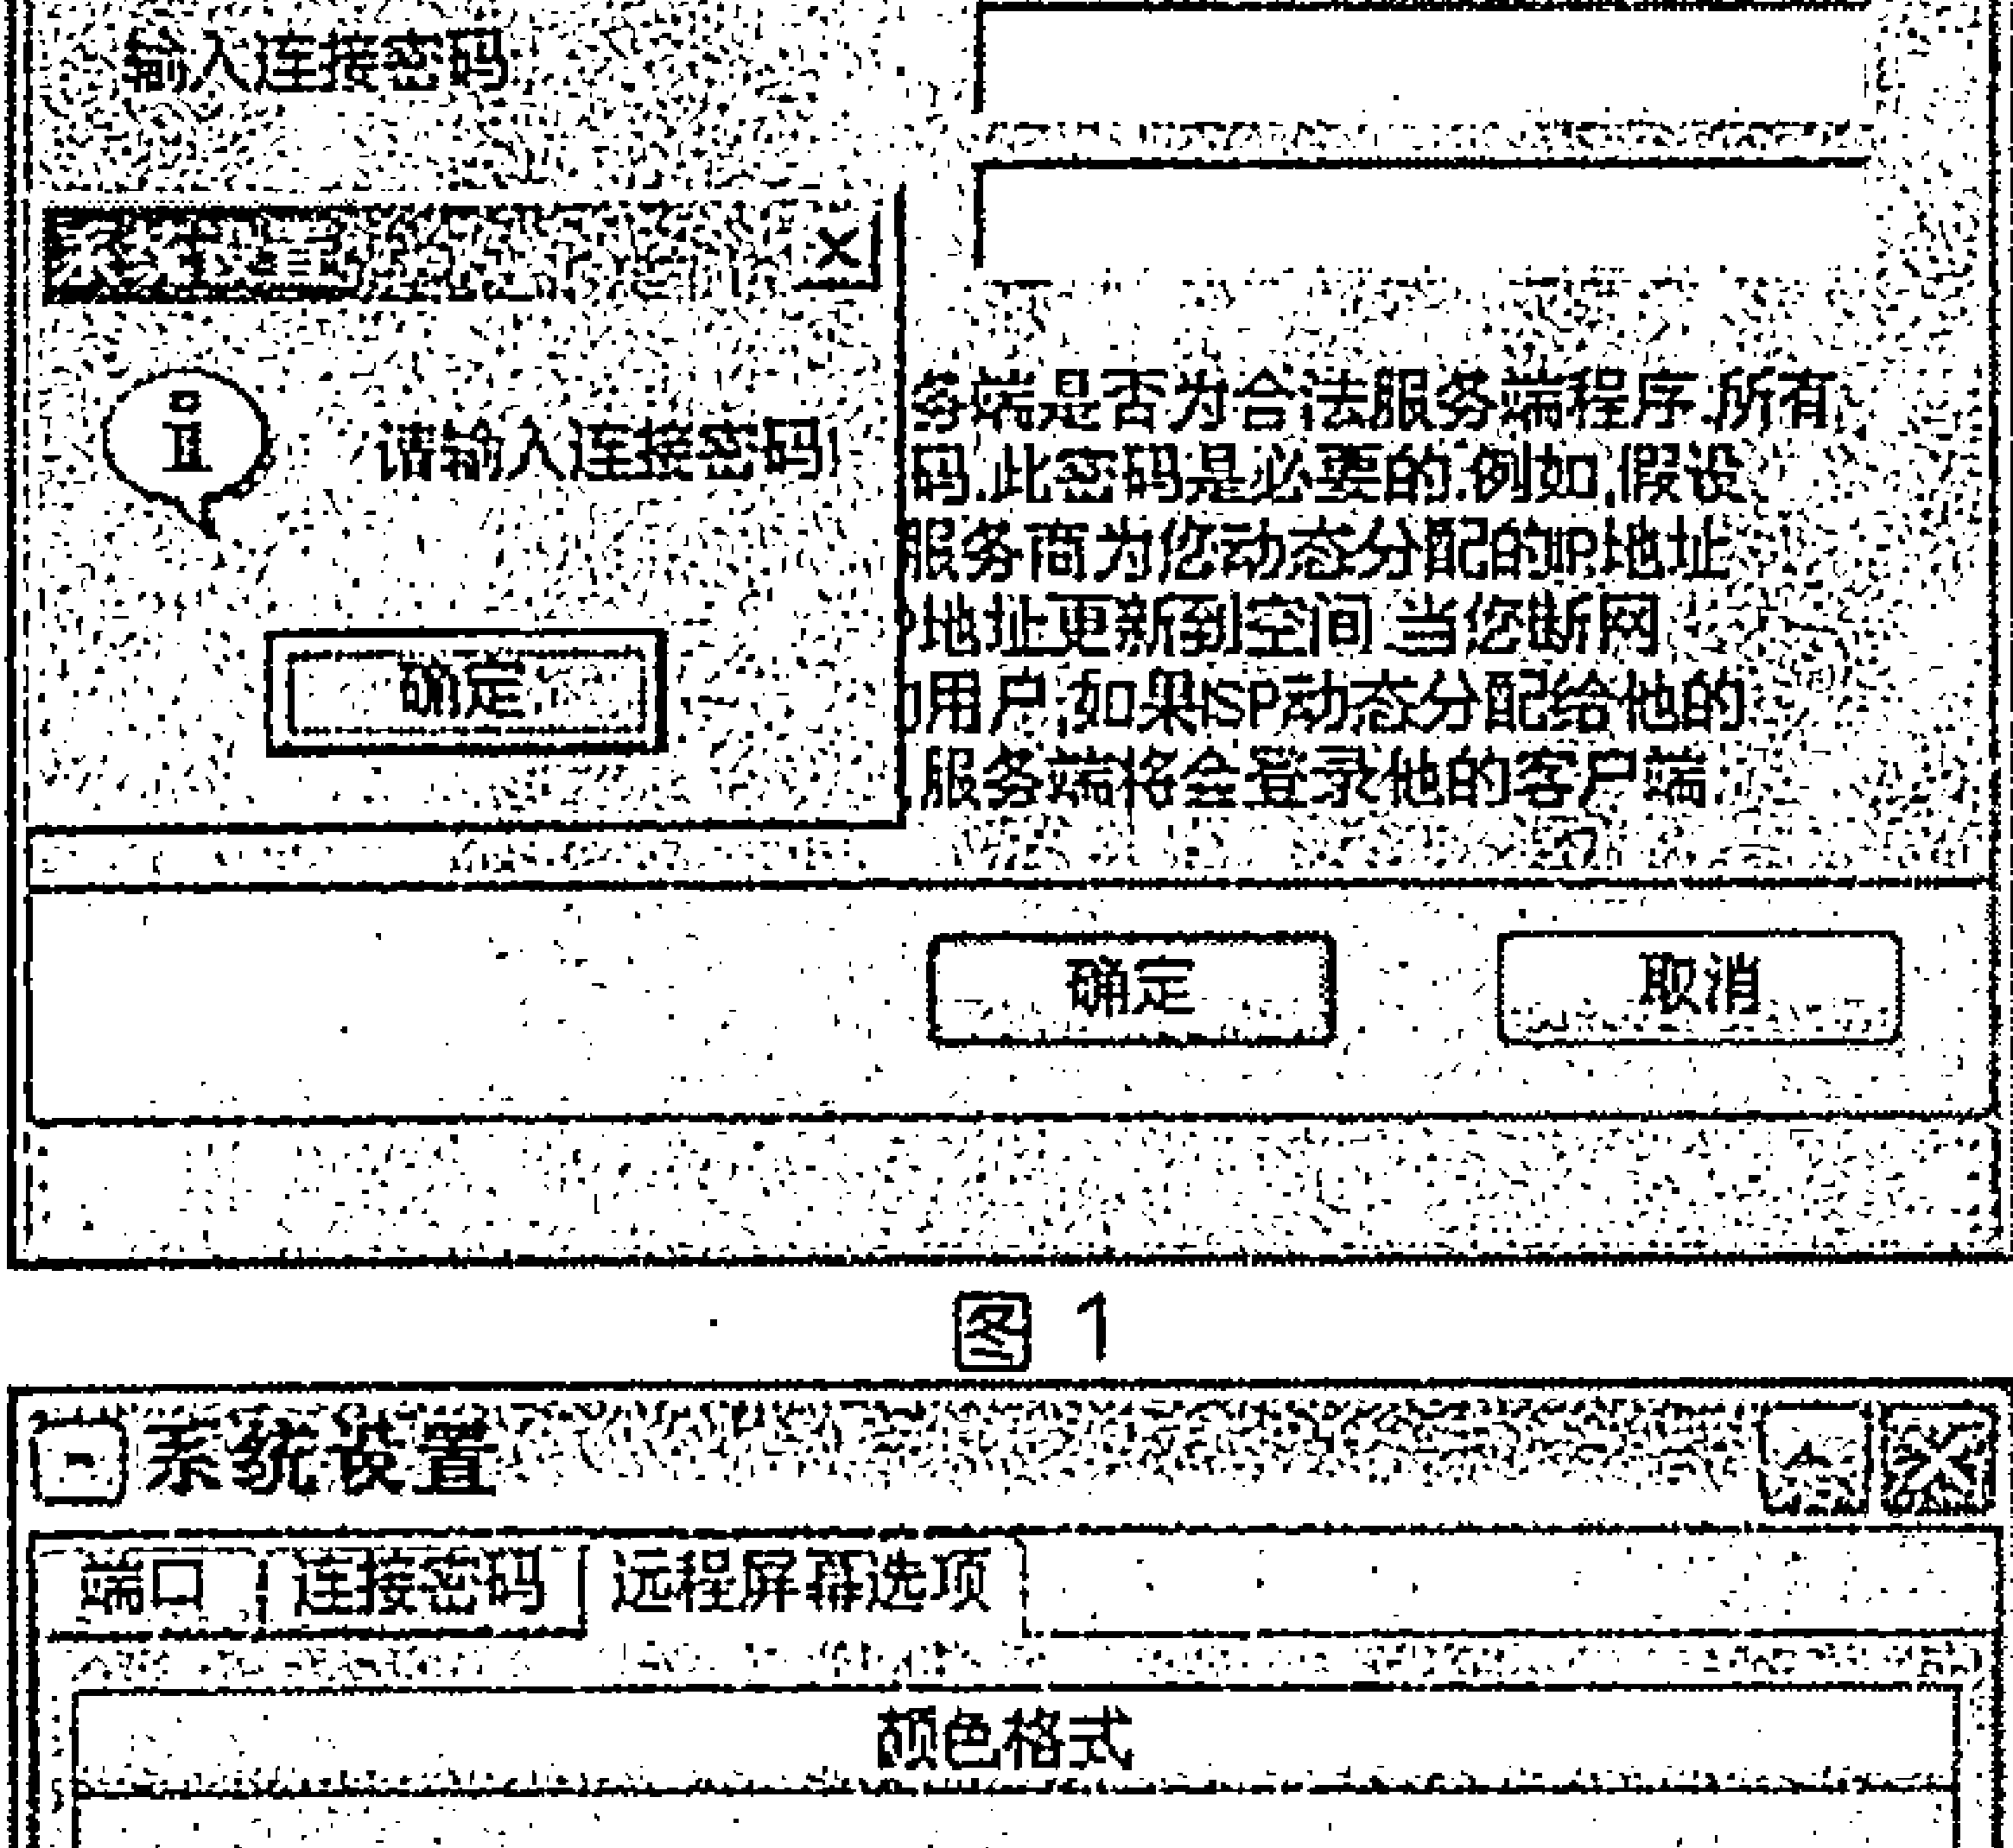 输入连接密码
系统设置
请输入连接密码!
确定
务端是否为合法服务端程序.所有
码.此密码是必要的.例如,假设
服务商为您动态分配的IP地址
P地址更新到空间.当您断网
用户,如果ISP动态分配给他的
服务端将会登录他的客户端.
确定
取消
图 1
系统设置
端口 连接密码 远程屏幕选项
颜色格式